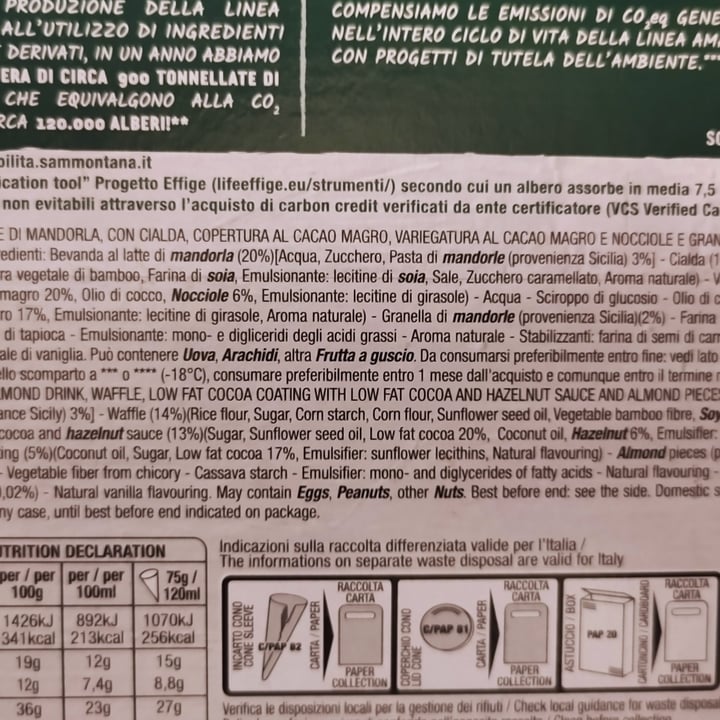 PRODUZIONE DELLA LINEA
ALL'UTILIZZO DI INGREDIENTI
DERIVATI, IN UN ANNO ABBIAMO
ERA DI CIRCA 900 TONNELLATE DI
CHE EQUIVALGONO ALLA CO2
RCA 120.000 ALBERI!**
COMPENSIAMO LE EMISSIONI DI CO2eq GENE
NELL'INTERO CICLO DI VITA DELLA LINEA AM
CON PROGETTI DI TUTELA DELL'AMBIENTE.***
bilita.sammontana.it
ication tool” Progetto Effige (lifeeffige.eu/strumenti/) secondo cui un albero assorbe in media 7,5
non evitabili attraverso l'acquisto di carbon credit verificati da ente certificatore (VCS Verified Ca
E DI MANDORLA, CON CIALDA, COPERTURA AL CACAO MAGRO, VARIEGATURA AL CACAO MAGRO E NOCCIOLE E GRAN
edienti: Bevanda al latte di mandorla (20%)[Acqua, Zucchero, Pasta di mandorle (provenienza Sicilia) 3%] - Cialda (1
ra vegetale di bamboo, Farina di soia, Emulsionante: lecitine di soia, Sale, Zucchero caramellato, Aroma naturale) - V
magro 20%, Olio di cocco, Nocciole 6%, Emulsionante: lecitine di girasole) - Acqua - Sciroppo di glucosio - Olio di c
ro 17%, Emulsionante: lecitine di girasole, Aroma naturale) - Granella di mandorle (provenienza Sicilia)(2%) - Farina
di tapioca - Emulsionante: mono- e digliceridi degli acidi grassi - Aroma naturale - Stabilizzanti: farina di semi di car
ale di vaniglia. Può contenere Uova, Arachidi, altra Frutta a guscio. Da consumarsi preferibilmente entro fine: vedi lato
ello scomparto a *** o **** (-18°C), consumare preferibilmente entro 1 mese dall'acquisto e comunque entro il termine
LMOND DRINK, WAFFLE, LOW FAT COCOA COATING WITH LOW FAT COCOA AND HAZELNUT SAUCE AND ALMOND PIECES
ance Sicily) 3%] - Waffle (14%)(Rice flour, Sugar, Corn starch, Corn flour, Sunflower seed oil, Vegetable bamboo fibre, Soy
cocoa and hazelnut sauce (13%)(Sugar, Sunflower seed oil, Low fat cocoa 20%, Coconut oil, Hazelnut 6%, Emulsifier:
ing (5%)(Coconut oil, Sugar, Low fat cocoa 17%, Emulsifier: sunflower lecithins, Natural flavouring) - Almond pieces (p
- Vegetable fiber from chicory - Cassava starch - Emulsifier: mono- and diglycerides of fatty acids - Natural flavouring -
0,02%) - Natural vanilla flavouring. May contain Eggs, Peanuts, other Nuts. Best before end: see the side. Domestic s
ny case, until best before end indicated on package.
UTRITION DECLARATION
per / per 100g
per / per 100ml
75g / 120ml
1426kJ 892kJ 1070kJ
341kcal 213kcal 256kcal
19g 12g 15g
12g 7,4g 8,8g
36g 23g 27g
Indicazioni sulla raccolta differenziata valide per l'Italia /
The informations on separate waste disposal are valid for Italy
INCARTO CONO
CONE SLEEVE
C/PAP 82
CARTA / PAPER
RACCOLTA
CARTA
PAPER
COLLECTION
COPERCHIO CONO
LID CONE
C/PAP 81
CARTA / PAPER
RACCOLTA
CARTA
PAPER
COLLECTION
ASTUCCIO / BOX
PAP 20
CARTONCINO / CARDBOARD
RACCOLTA
CARTA
PAPER
COLLECTION
Verifica le disposizioni locali per la gestione dei rifiuti / Check local guidance for waste disposa